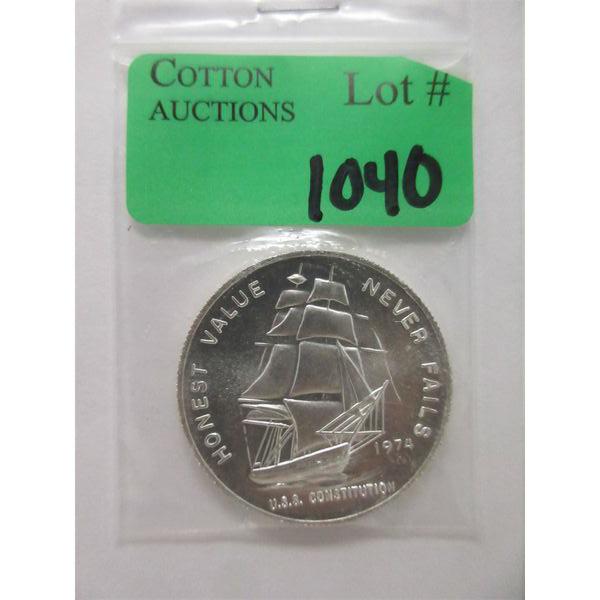 COTTON
AUCTIONS
Lot #
1040
HONEST VALUE NEVER FAILS
1974
U.S.S. CONSTITUTION